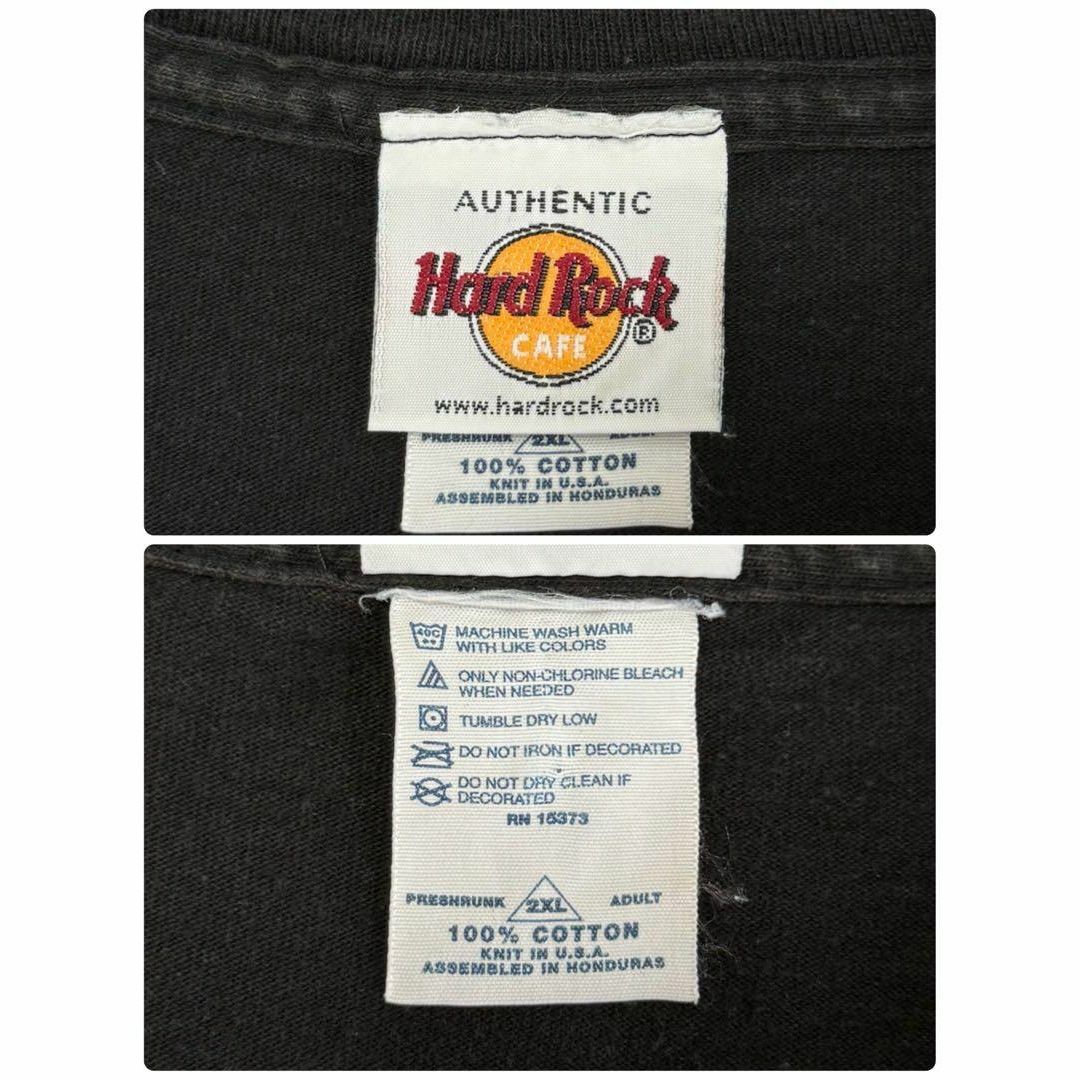 AUTHENTIC
Hard Rock ®
CAFE
www.hardrock.com
PRESHRUNK 2XL ADULT
100% COTTON
KNIT IN U.S.A.
ASSEMBLED IN HONDURAS
40C MACHINE WASH WARM
WITH LIKE COLORS
ONLY NON-CHLORINE BLEACH
WHEN NEEDED
TUMBLE DRY LOW
DO NOT IRON IF DECORATED
DO NOT DRY CLEAN IF
DECORATED
RN 15373
PRESHRUNK 2XL ADULT
100% COTTON
KNIT IN U.S.A.
ASSEMBLED IN HONDURAS